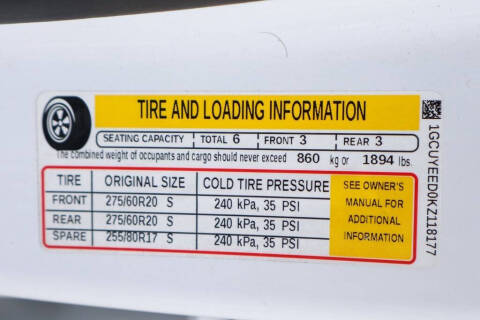 TIRE AND LOADING INFORMATION
SEATING CAPACITY TOTAL 6 FRONT 3 REAR 3
The combined weight of occupants and cargo should never exceed 860 kg or 1894 lbs.
TIRE ORIGINAL SIZE COLD TIRE PRESSURE
FRONT 275/60R20 S 240 kPa, 35 PSI
REAR 275/60R20 S 240 kPa, 35 PSI
SPARE 255/80R17 S 240 kPa, 35 PSI
SEE OWNER'S
MANUAL FOR
ADDITIONAL
INFORMATION
1GCUYEED0KZ118177